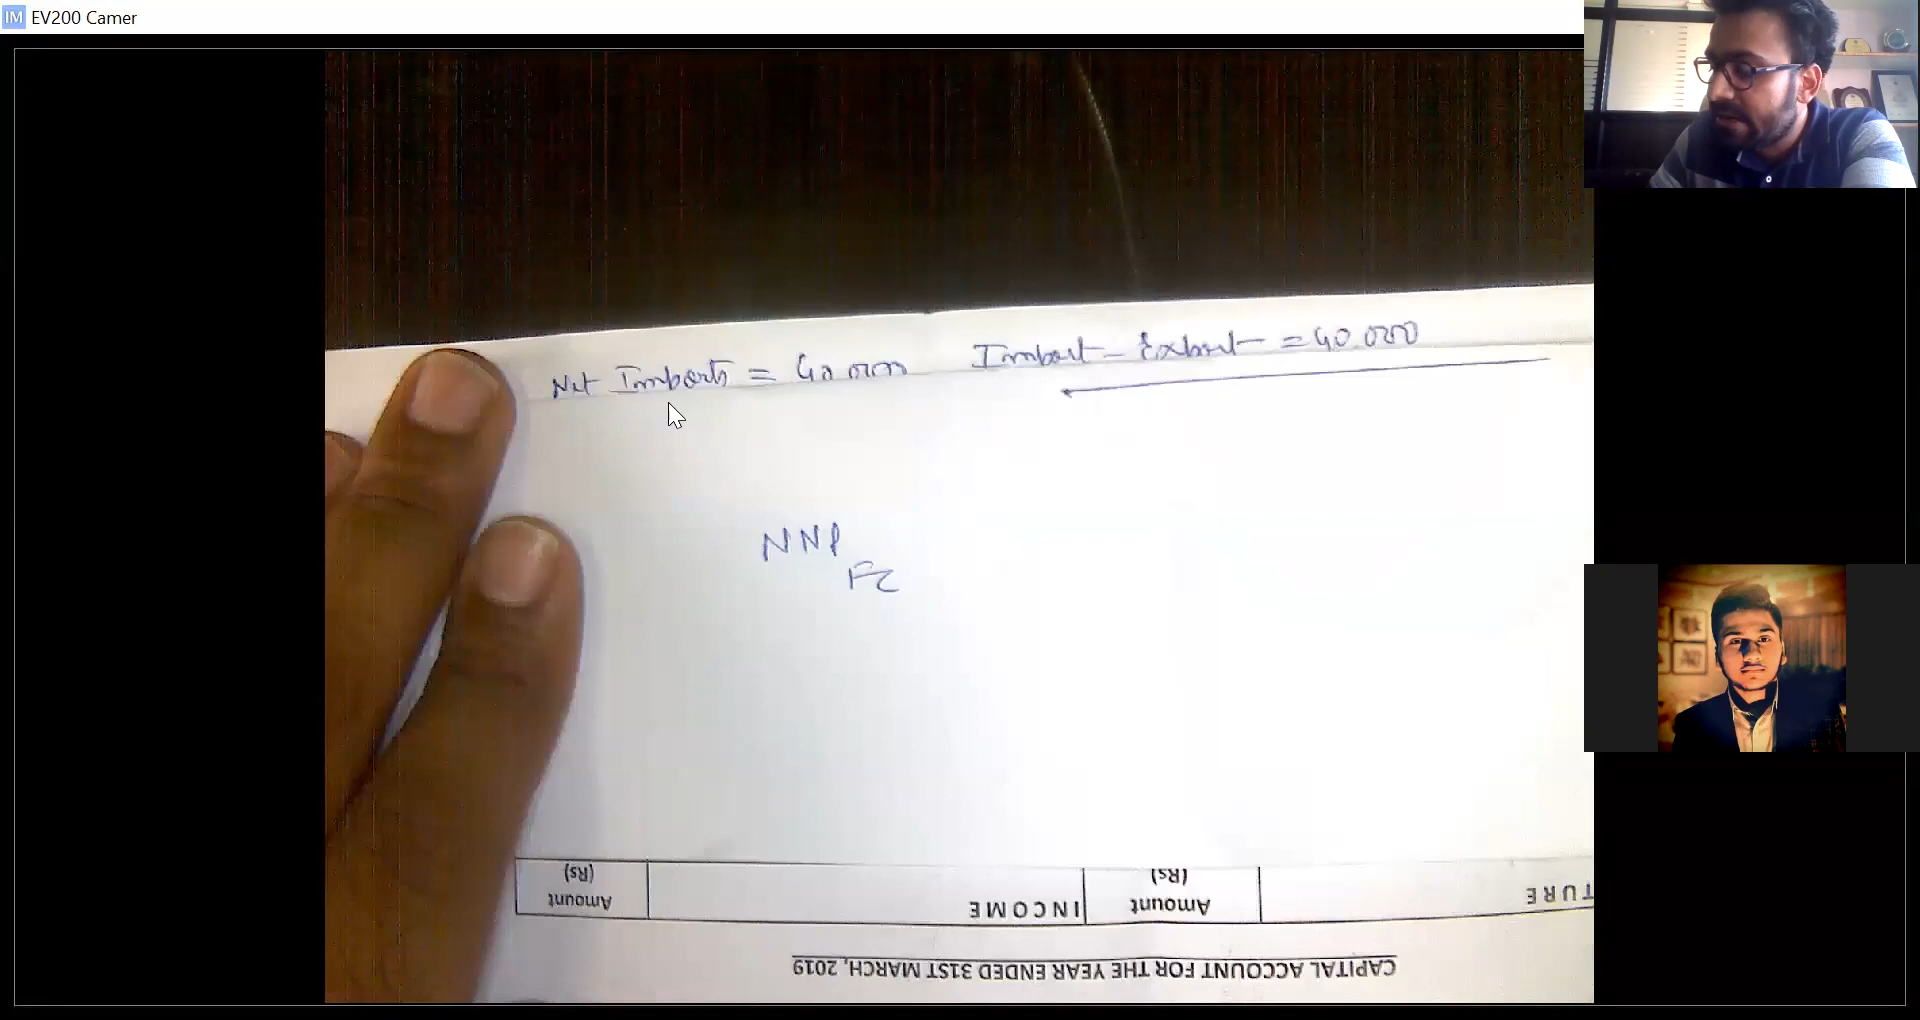 IM EV200 Camer
Net Imports = 40 000 Import - Export = 40 000
NNP
FC
(Rs)
Amount
INCOME
(Rs)
Amount
TURE
CAPITAL ACCOUNT FOR THE YEAR ENDED 31ST MARCH, 2019